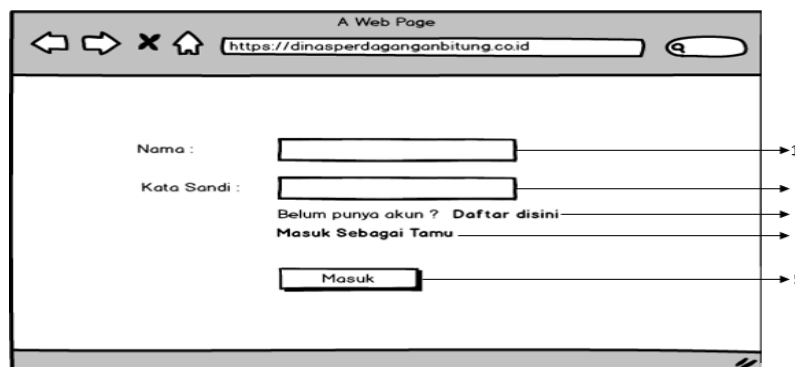 A Web Page
https://dinasperdaganganbitung.co.id
Nama :
1
Kata Sandi :
Belum punya akun ? Daftar disini
Masuk Sebagai Tamu
Masuk